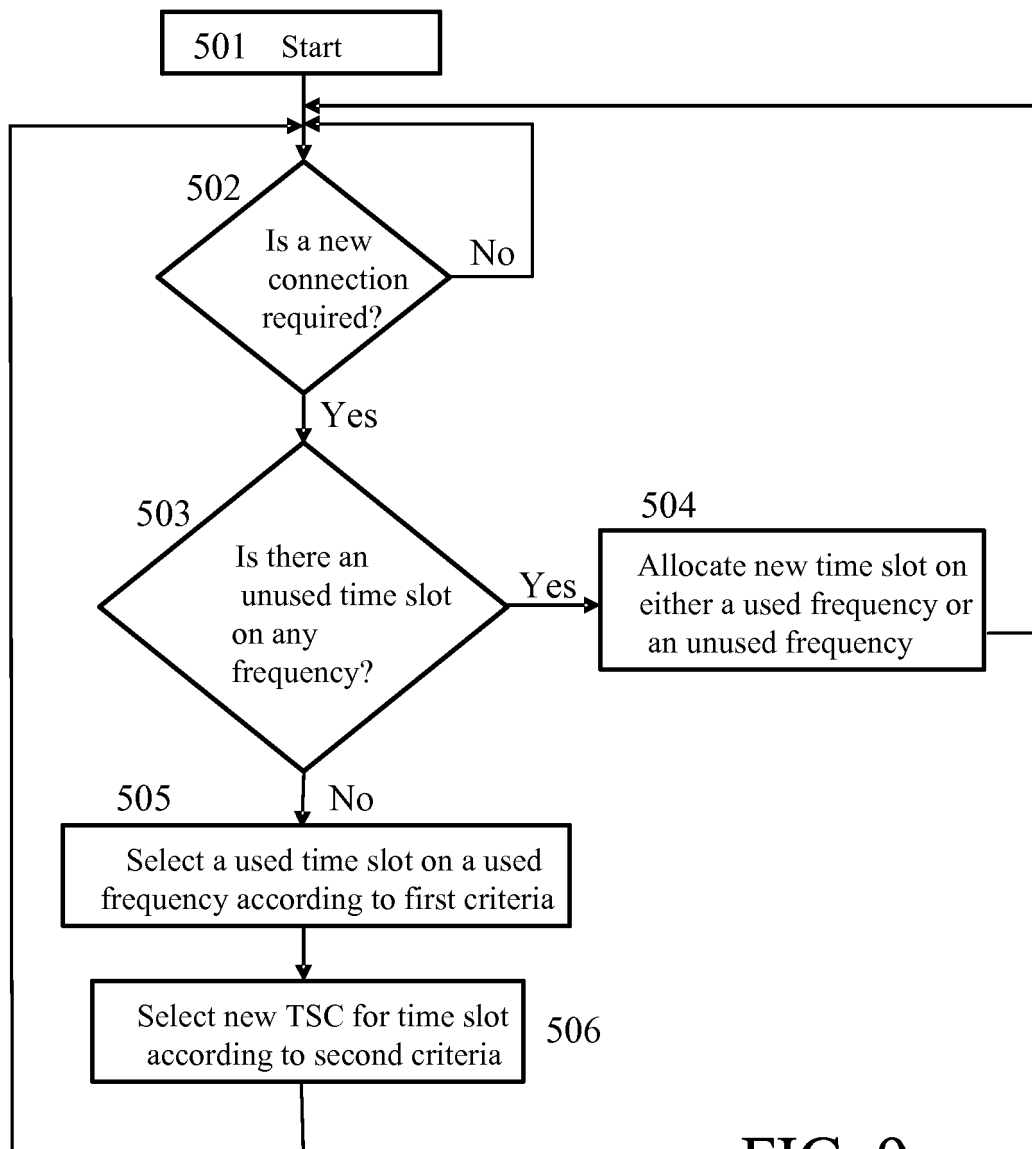 501 Start
502
Is a new
connection
required?
No
Yes
503
Is there an
unused time slot
on any
frequency?
Yes
504
Allocate new time slot on
either a used frequency or
an unused frequency
No
505
Select a used time slot on a used
frequency according to first criteria
Select new TSC for time slot
according to second criteria
506
FIG.